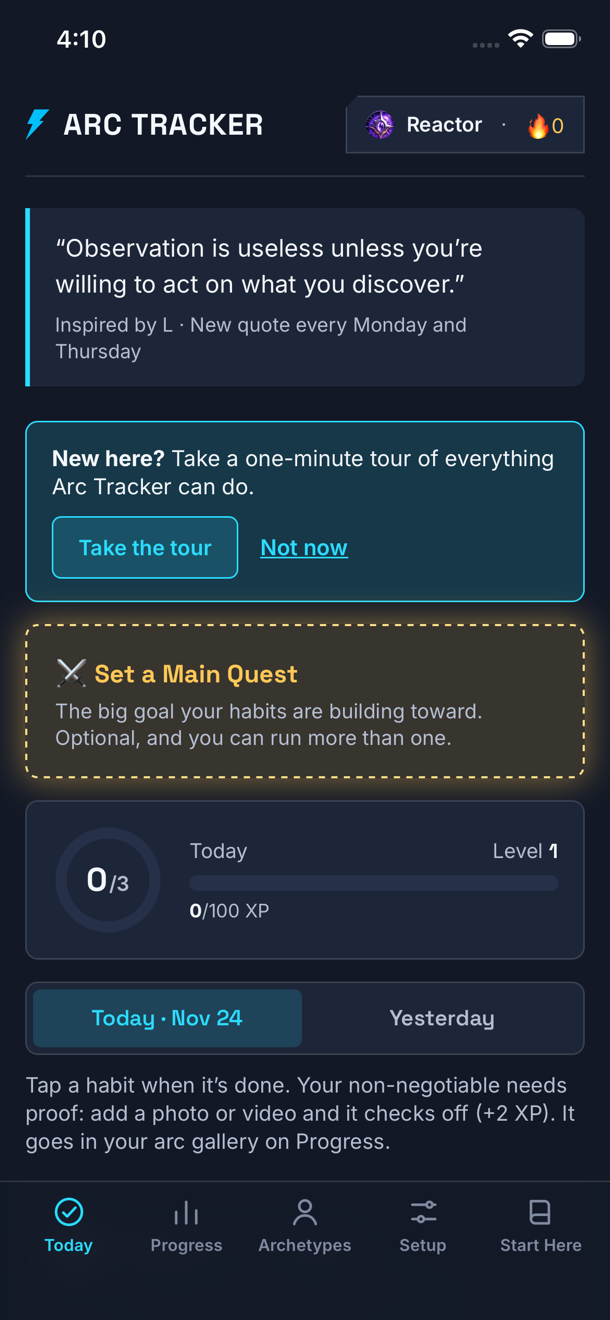 4:10
ARC TRACKER
Reactor · 🔥0
“Observation is useless unless you’re
willing to act on what you discover.”
Inspired by L · New quote every Monday and
Thursday
New here? Take a one-minute tour of everything
Arc Tracker can do.
Take the tour
Not now
⚔️ Set a Main Quest
The big goal your habits are building toward.
Optional, and you can run more than one.
0/3
Today
Level 1
0/100 XP
Today · Nov 24
Yesterday
Tap a habit when it’s done. Your non-negotiable needs
proof: add a photo or video and it checks off (+2 XP). It
goes in your arc gallery on Progress.
Today
Progress
Archetypes
Setup
Start Here